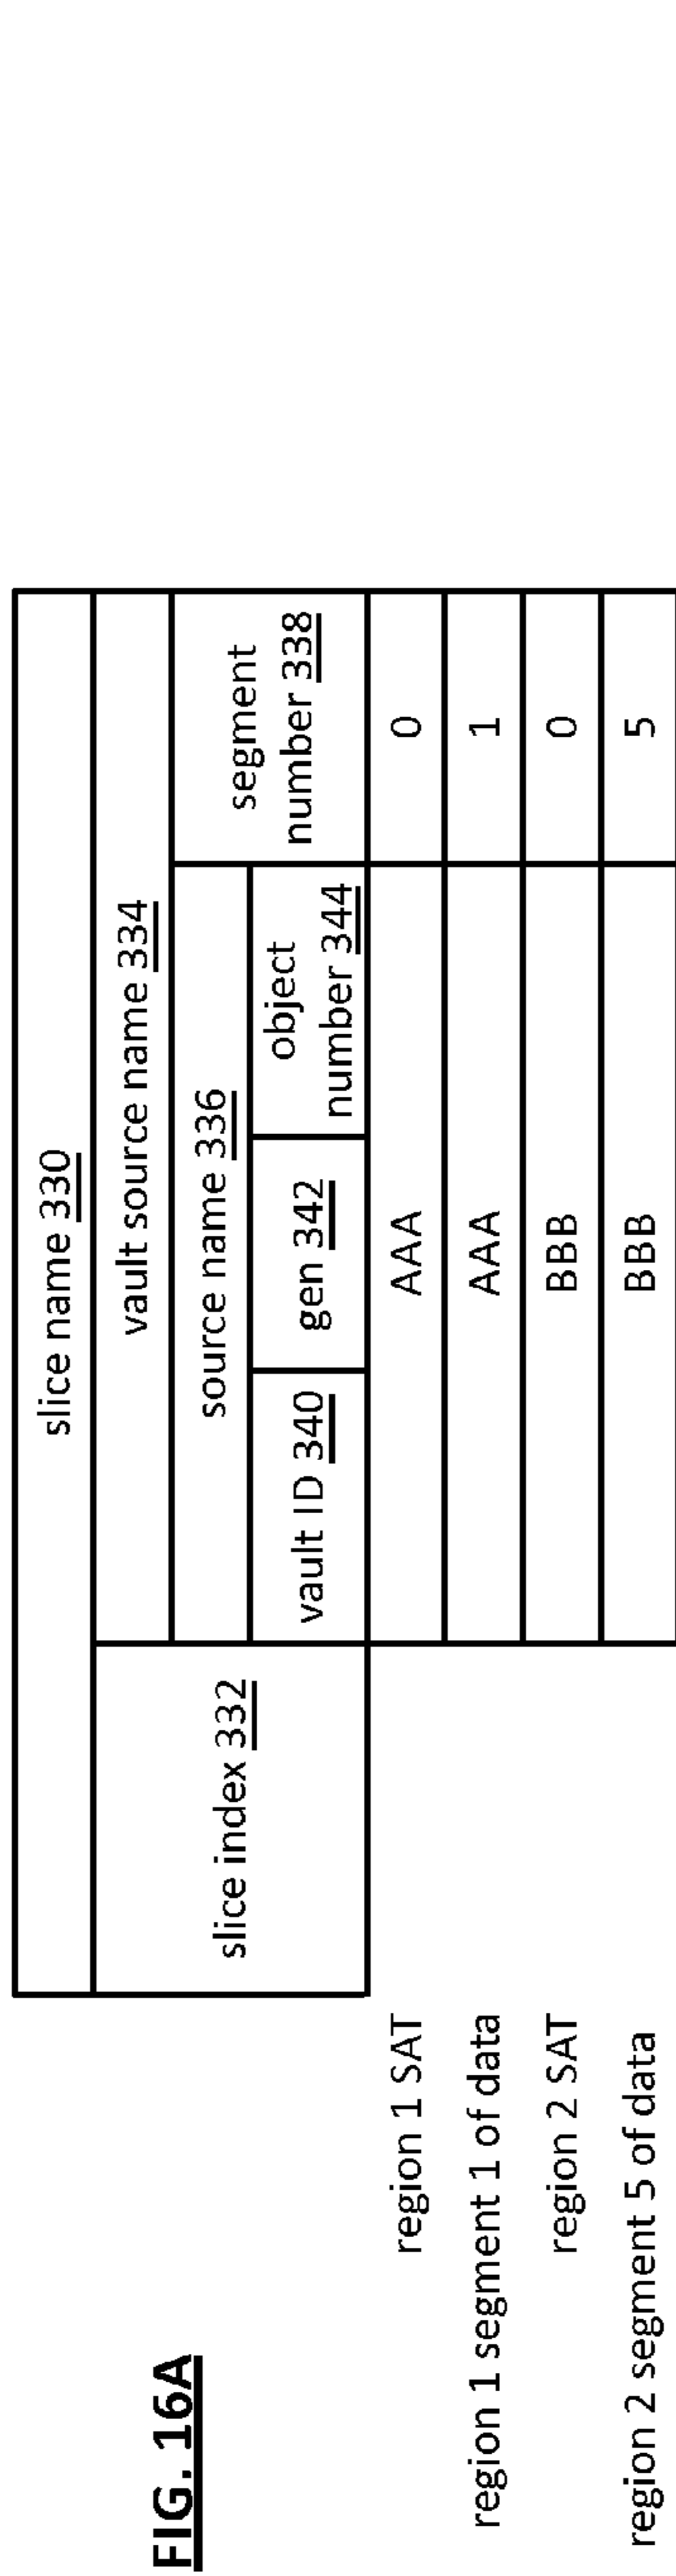 FIG. 16A
slice name 330
slice index 332
vault source name 334
source name 336
segment
number 338
vault ID 340
gen 342
object
number 344
region 1 SAT
AAA
0
region 1 segment 1 of data
AAA
1
region 2 SAT
BBB
0
region 2 segment 5 of data
BBB
5